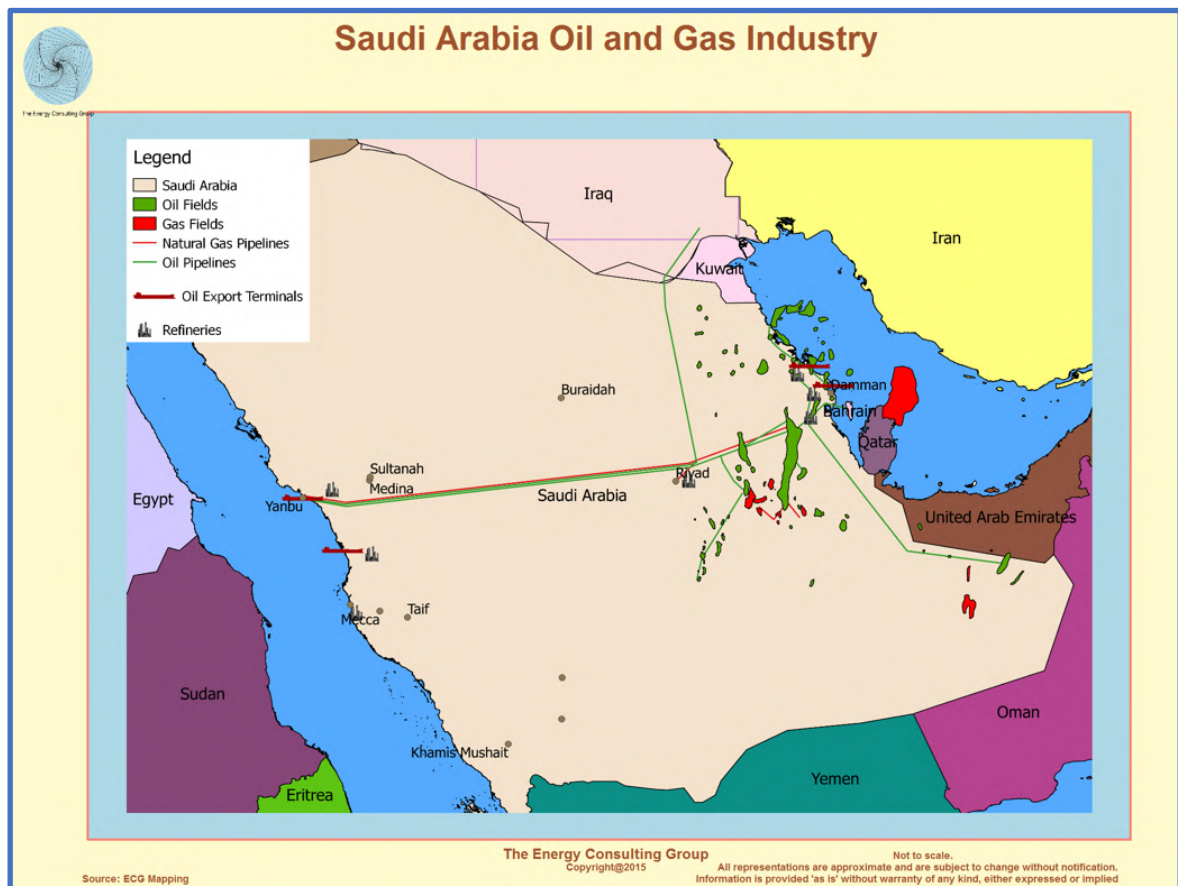 Saudi Arabia Oil and Gas Industry
The Energy Consulting Group
Legend
Saudi Arabia
Oil Fields
Gas Fields
Natural Gas Pipelines
Oil Pipelines
Oil Export Terminals
Refineries
Iraq
Iran
Kuwait
Damman
Buraidah
Bahrain
Qatar
Sultanah
Medina
Riyad
Egypt
Yanbu
Saudi Arabia
United Arab Emirates
Taif
Mecca
Sudan
Oman
Khamis Mushait
Yemen
Eritrea
The Energy Consulting Group
Copyright@2015
Not to scale.
All representations are approximate and are subject to change without notification.
Source: ECG Mapping
Information is provided 'as is' without warranty of any kind, either expressed or implied